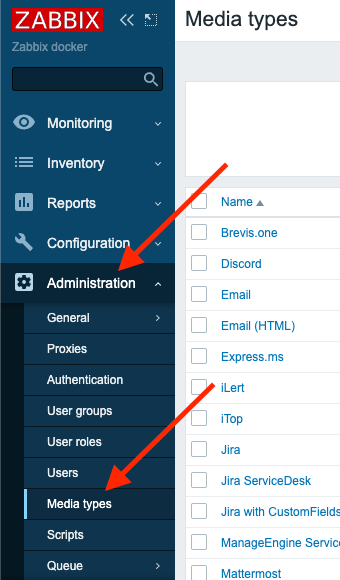 ZABBIX
Zabbix docker
Monitoring
Inventory
Reports
Configuration
Administration
General
Proxies
Authentication
User groups
User roles
Users
Media types
Scripts
Queue
Media types
Name
Brevis.one
Discord
Email
Email (HTML)
Express.ms
iLert
iTop
Jira
Jira ServiceDesk
Jira with CustomFields
ManageEngine Service
Mattermost